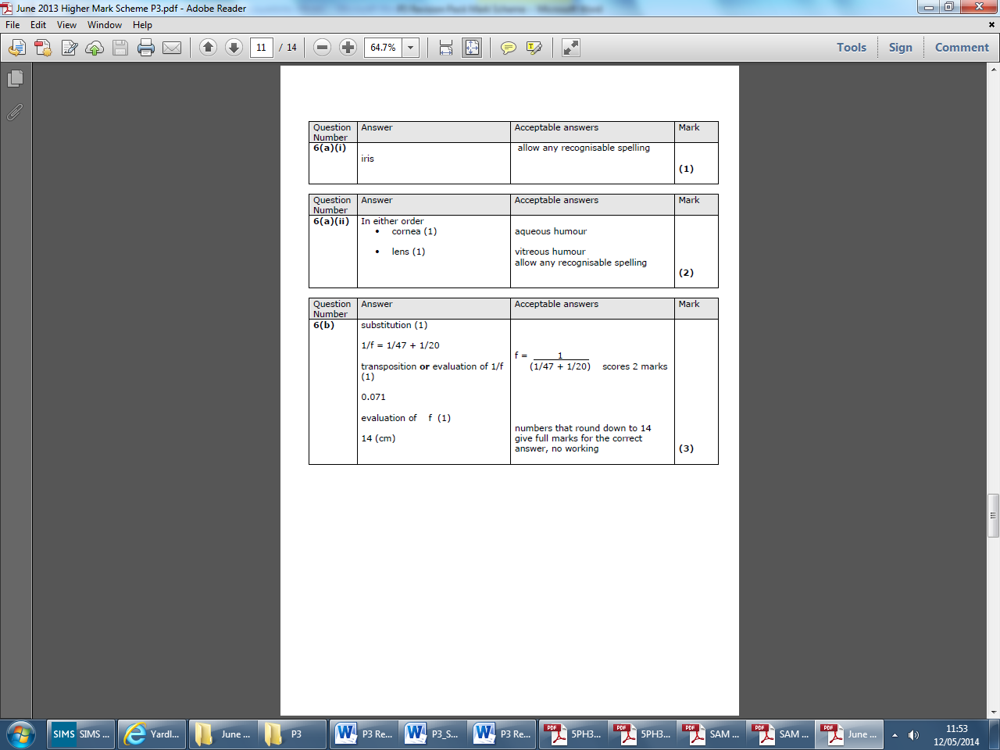 June 2013 Higher Mark Scheme P3.pdf - Adobe Reader
File Edit View Window Help
11 / 14 64.7% Tools Sign Comment
Question Number Answer Acceptable answers Mark
6(a)(i) allow any recognisable spelling
iris
(1)
Question Number Answer Acceptable answers Mark
6(a)(ii) In either order
• cornea (1) aqueous humour
• lens (1) vitreous humour
allow any recognisable spelling
(2)
Question Number Answer Acceptable answers Mark
6(b) substitution (1)
1/f = 1/47 + 1/20
f = 1
transposition or evaluation of 1/f (1/47 + 1/20) scores 2 marks
(1)
0.071
evaluation of f (1)
numbers that round down to 14
14 (cm) give full marks for the correct
answer, no working (3)
SIMS SIMS ... Yardl... June ... P3 P3 Re... P3_S... P3 Re... 5PH3... 5PH3... SAM ... SAM ... June ... 11:53
12/05/2014